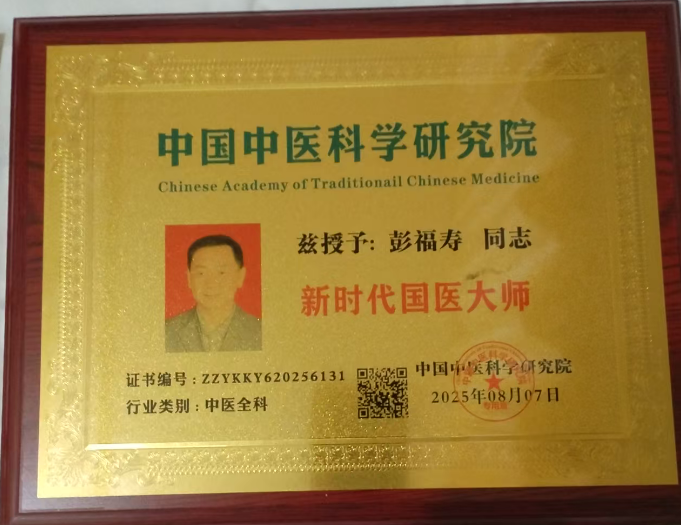 中国中医科学研究院
Chinese Academy of Traditionail Chinese Medicine
兹授予: 彭福寿 同志
新时代国医大师
证书编号：ZZYKKY620256131
行业类别：中医全科
中国中医科学研究院
2025年08月07日
专用章